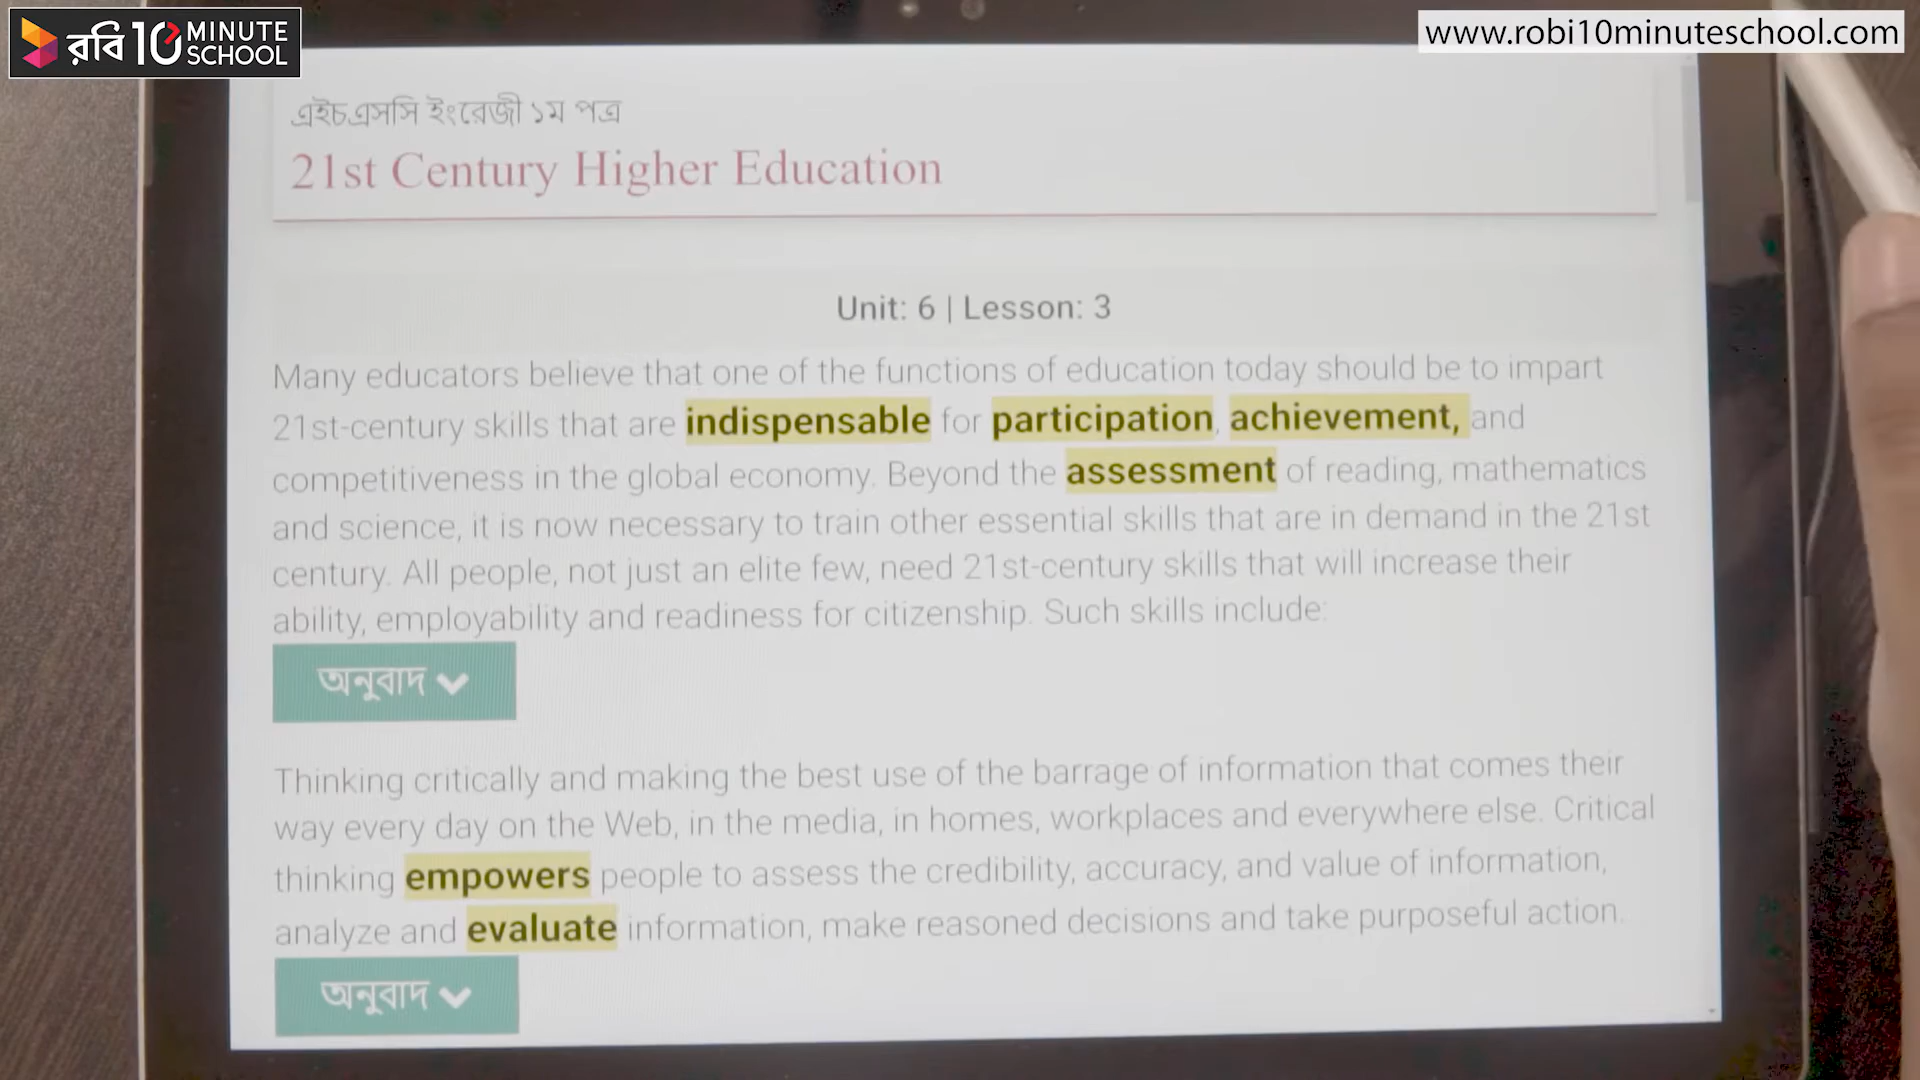 রবি 10 MINUTE SCHOOL
www.robi10minuteschool.com
এইচএসসি ইংরেজী ১ম পত্র
21st Century Higher Education
Unit: 6 | Lesson: 3
Many educators believe that one of the functions of education today should be to impart
21st-century skills that are indispensable for participation, achievement, and
competitiveness in the global economy. Beyond the assessment of reading, mathematics
and science, it is now necessary to train other essential skills that are in demand in the 21st
century. All people, not just an elite few, need 21st-century skills that will increase their
ability, employability and readiness for citizenship. Such skills include:
অনুবাদ
Thinking critically and making the best use of the barrage of information that comes their
way every day on the Web, in the media, in homes, workplaces and everywhere else. Critical
thinking empowers people to assess the credibility, accuracy, and value of information,
analyze and evaluate information, make reasoned decisions and take purposeful action.
অনুবাদ